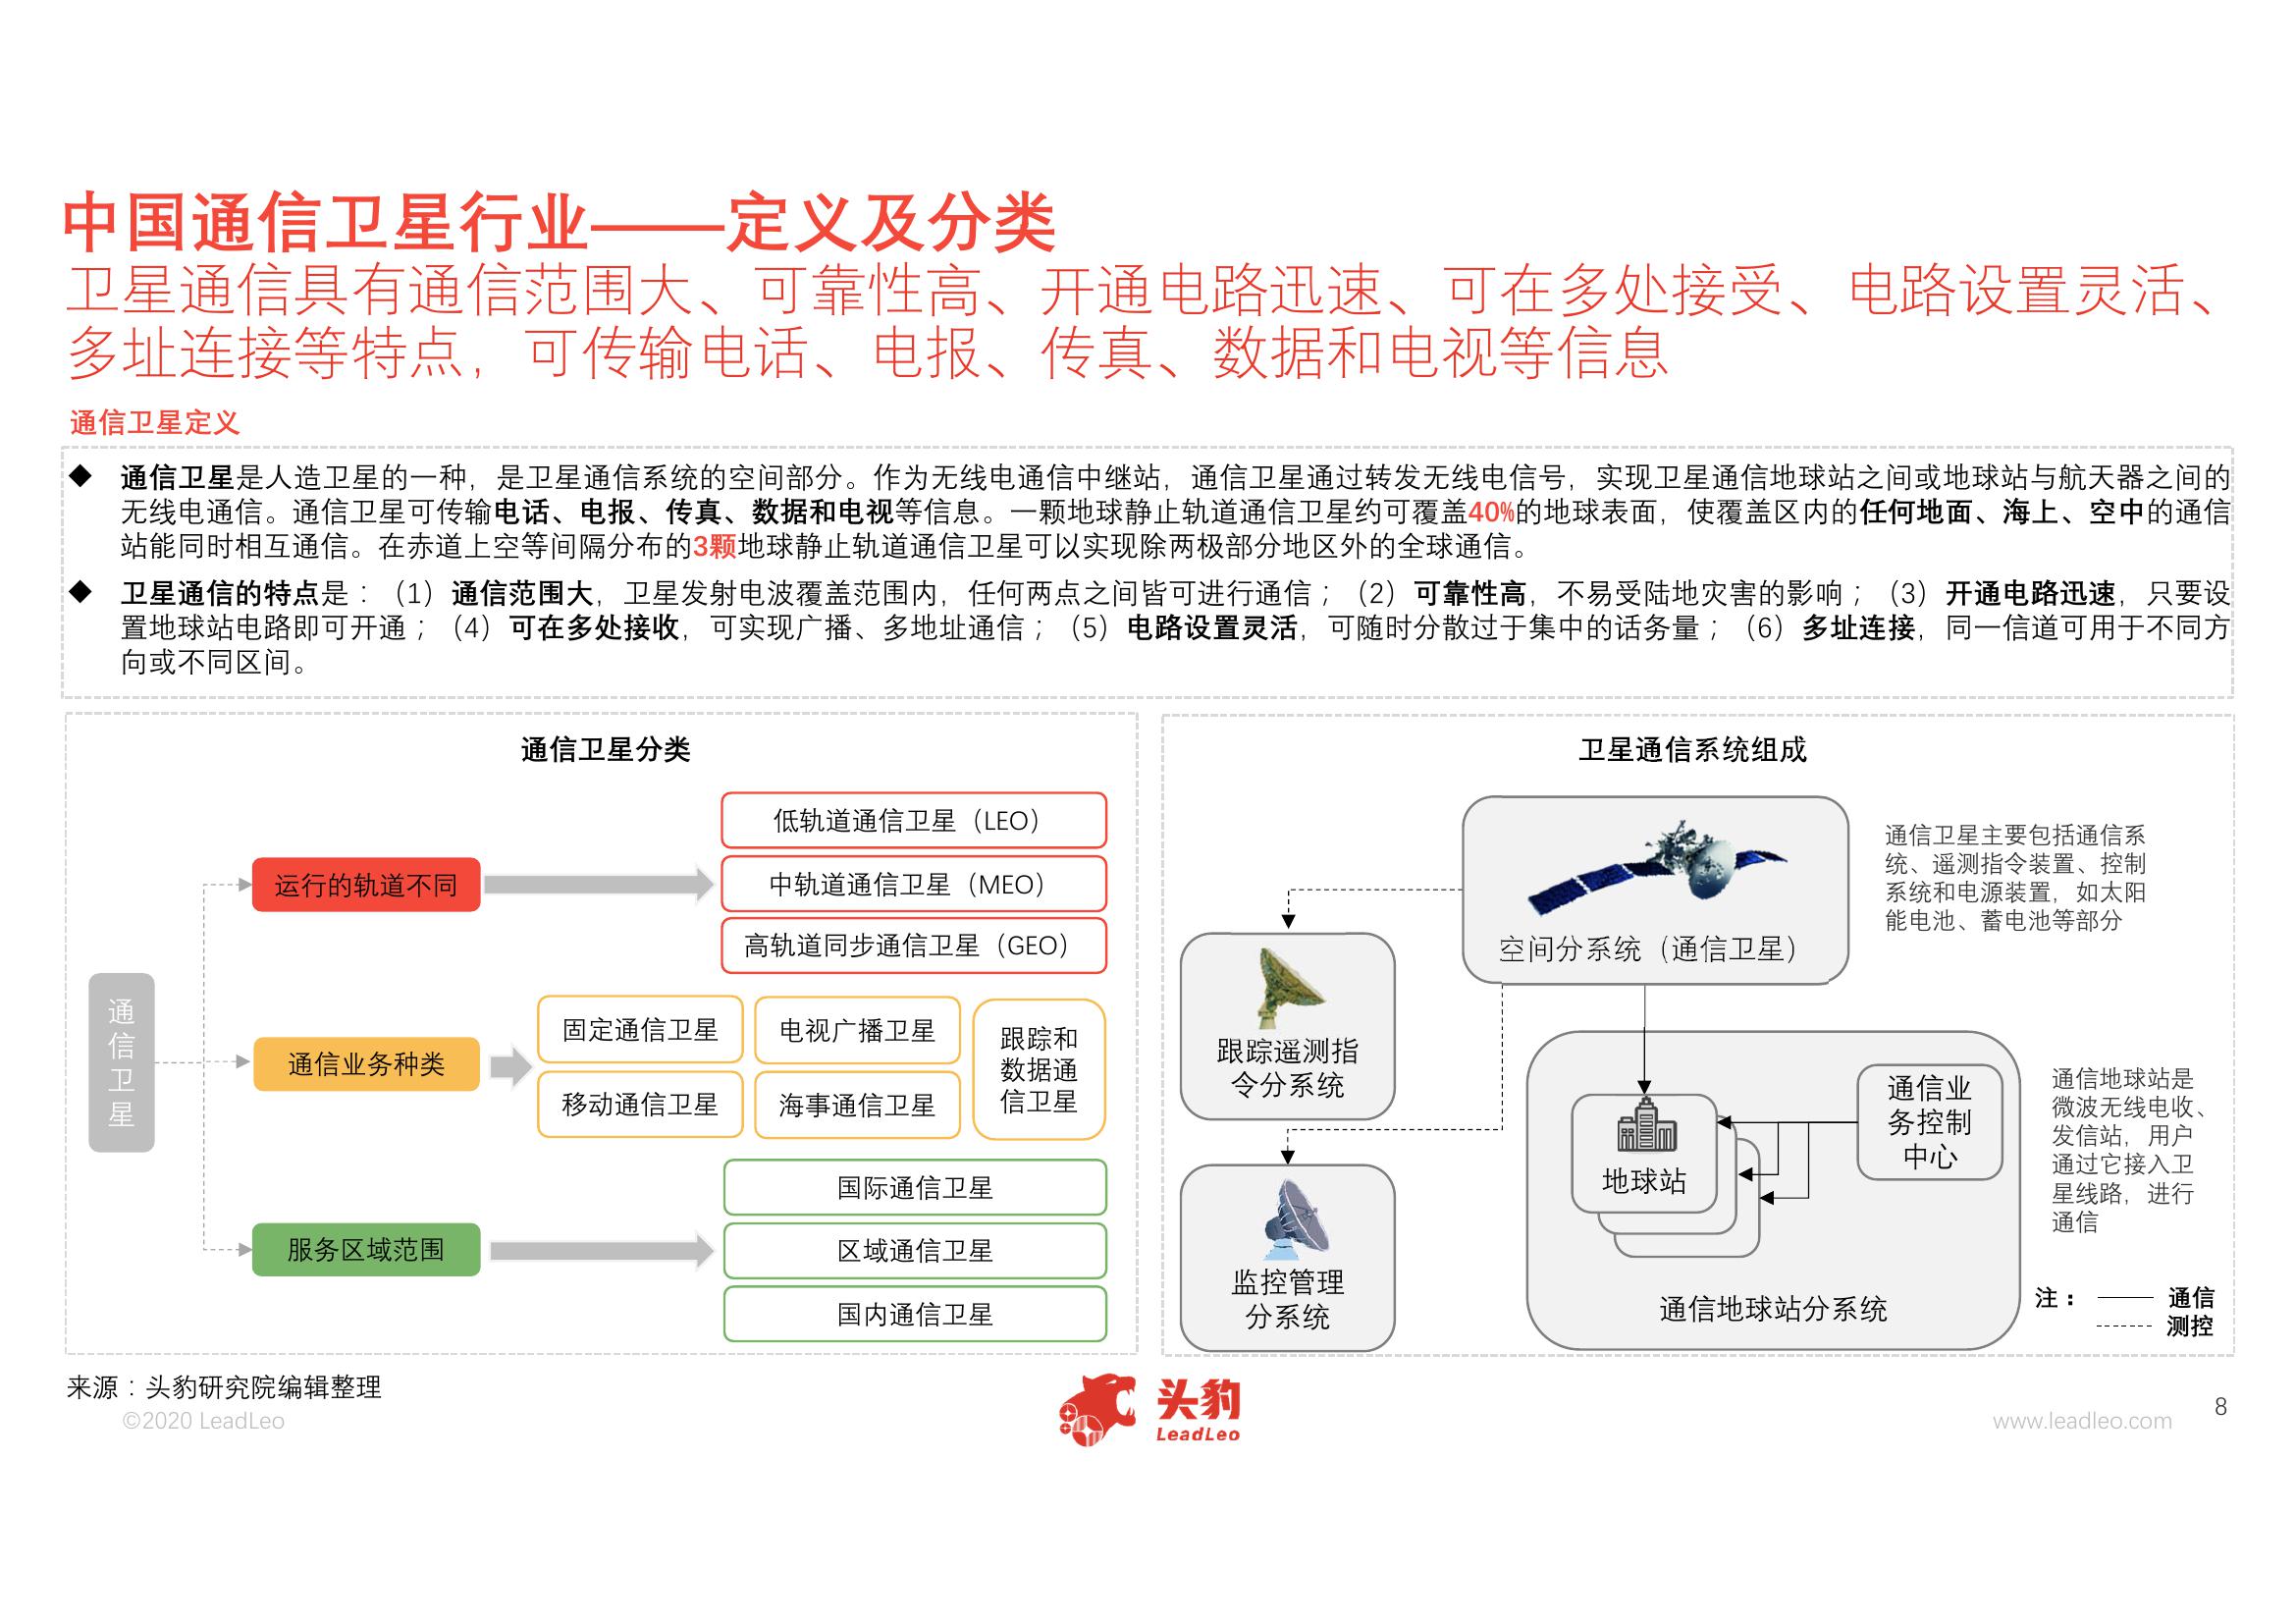 中国通信卫星行业——定义及分类
卫星通信具有通信范围大、可靠性高、开通电路迅速、可在多处接受、电路设置灵活、
多址连接等特点，可传输电话、电报、传真、数据和电视等信息
通信卫星定义
◆ 通信卫星是人造卫星的一种，是卫星通信系统的空间部分。作为无线电通信中继站，通信卫星通过转发无线电信号，实现卫星通信地球站之间或地球站与航天器之间的
无线电通信。通信卫星可传输电话、电报、传真、数据和电视等信息。一颗地球静止轨道通信卫星约可覆盖40%的地球表面，使覆盖区内的任何地面、海上、空中的通信
站能同时相互通信。在赤道上空等间隔分布的3颗地球静止轨道通信卫星可以实现除两极部分地区外的全球通信。
◆ 卫星通信的特点是：（1）通信范围大，卫星发射电波覆盖范围内，任何两点之间皆可进行通信；（2）可靠性高，不易受陆地灾害的影响；（3）开通电路迅速，只要设
置地球站电路即可开通；（4）可在多处接收，可实现广播、多地址通信；（5）电路设置灵活，可随时分散过于集中的话务量；（6）多址连接，同一信道可用于不同方
向或不同区间。
通信卫星分类
通
信
卫
星
运行的轨道不同
低轨道通信卫星（LEO）
中轨道通信卫星（MEO）
高轨道同步通信卫星（GEO）
通信业务种类
固定通信卫星
电视广播卫星
移动通信卫星
海事通信卫星
跟踪和
数据通
信卫星
服务区域范围
国际通信卫星
区域通信卫星
国内通信卫星
卫星通信系统组成
空间分系统（通信卫星）
通信卫星主要包括通信系
统、遥测指令装置、控制
系统和电源装置，如太阳
能电池、蓄电池等部分
跟踪遥测指
令分系统
监控管理
分系统
地球站
通信业
务控制
中心
通信地球站分系统
通信地球站是
微波无线电收、
发信站，用户
通过它接入卫
星线路，进行
通信
注： 通信
测控
来源：头豹研究院编辑整理
©2020 LeadLeo
头豹
LeadLeo
www.leadleo.com
8